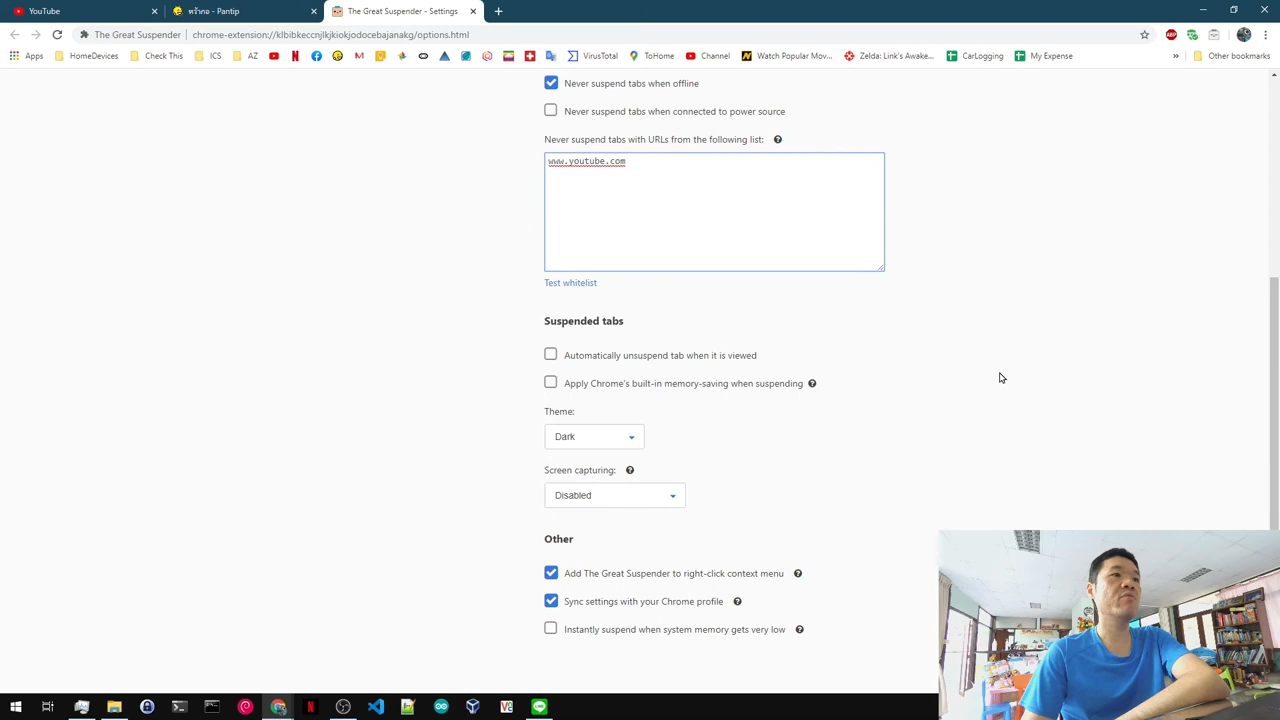 YouTube
หน้าแรก - Pantip
The Great Suspender - Settings
The Great Suspender
chrome-extension://klbibkeccnjlkjkiokjodocebajanakg/options.html
Apps
HomeDevices
Check This
ICS
AZ
VirusTotal
ToHome
Channel
Watch Popular Mov...
Zelda: Link's Awake...
CarLogging
My Expense
Other bookmarks
Never suspend tabs when offline
Never suspend tabs when connected to power source
Never suspend tabs with URLs from the following list:
www.youtube.com
Test whitelist
Suspended tabs
Automatically unsuspend tab when it is viewed
Apply Chrome's built-in memory-saving when suspending
Theme:
Dark
Screen capturing:
Disabled
Other
Add The Great Suspender to right-click context menu
Sync settings with your Chrome profile
Instantly suspend when system memory gets very low